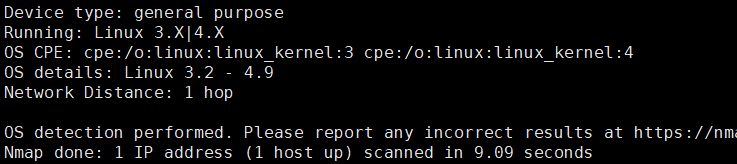 Device type: general purpose
Running: Linux 3.X|4.X
OS CPE: cpe:/o:linux:linux_kernel:3 cpe:/o:linux:linux_kernel:4
OS details: Linux 3.2 - 4.9
Network Distance: 1 hop
OS detection performed. Please report any incorrect results at https://nma
Nmap done: 1 IP address (1 host up) scanned in 9.09 seconds